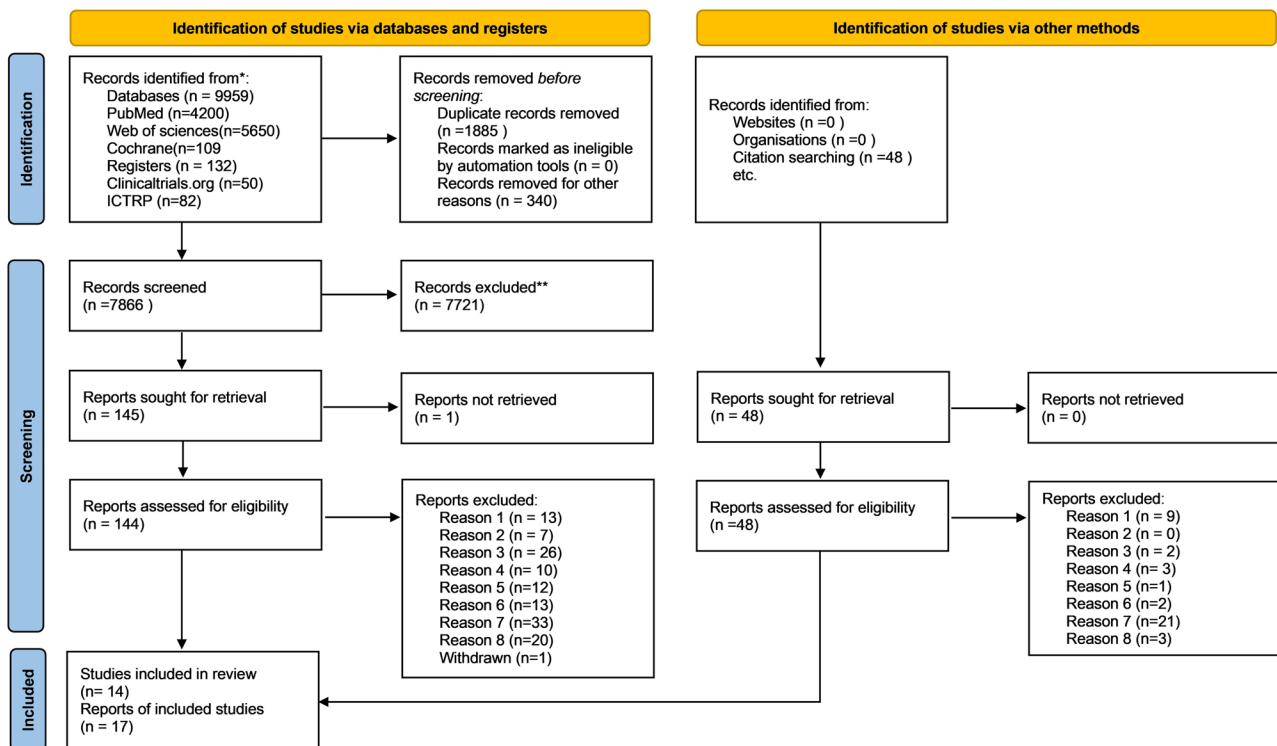 Identification of studies via databases and registers
Identification of studies via other methods
Identification
Records identified from*:
Databases (n = 9959)
PubMed (n=4200)
Web of sciences(n=5650)
Cochrane(n=109
Registers (n = 132)
Clinicaltrials.org (n=50)
ICTRP (n=82)
Records removed before
screening:
Duplicate records removed
(n =1885 )
Records marked as ineligible
by automation tools (n = 0)
Records removed for other
reasons (n = 340)
Records identified from:
Websites (n =0 )
Organisations (n =0 )
Citation searching (n =48 )
etc.
Screening
Records screened
(n =7866 )
Records excluded**
(n = 7721)
Reports sought for retrieval
(n = 145)
Reports not retrieved
(n = 1)
Reports sought for retrieval
(n = 48)
Reports not retrieved
(n = 0)
Reports assessed for eligibility
(n = 144)
Reports excluded:
Reason 1 (n = 13)
Reason 2 (n = 7)
Reason 3 (n = 26)
Reason 4 (n= 10)
Reason 5 (n=12)
Reason 6 (n=13)
Reason 7 (n=33)
Reason 8 (n=20)
Withdrawn (n=1)
Reports assessed for eligibility
(n =48)
Reports excluded:
Reason 1 (n = 9)
Reason 2 (n = 0)
Reason 3 (n = 2)
Reason 4 (n= 3)
Reason 5 (n=1)
Reason 6 (n=2)
Reason 7 (n=21)
Reason 8 (n=3)
Included
Studies included in review
(n= 14)
Reports of included studies
(n = 17)